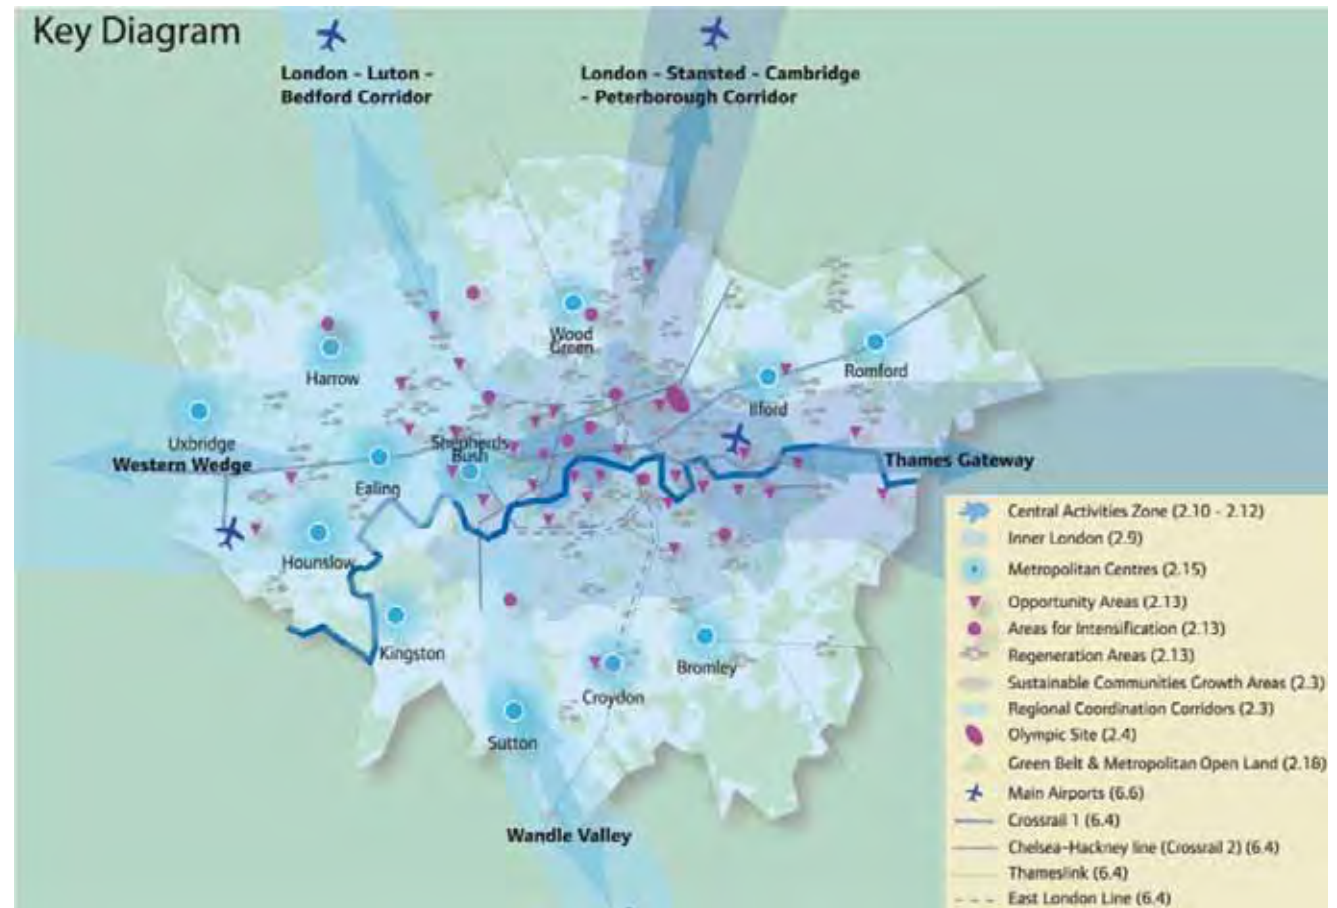 Key Diagram
London - Luton -
Bedford Corridor
London - Stansted - Cambridge
- Peterborough Corridor
Wood
Green
Romford
Harrow
Ilford
Uxbridge
Shepherds
Bush
Western Wedge
Ealing
Thames Gateway
Hounslow
Kingston
Croydon
Bromley
Sutton
Wandle Valley
Central Activities Zone (2.10 - 2.12)
Inner London (2.9)
Metropolitan Centres (2.15)
Opportunity Areas (2.13)
Areas for Intensification (2.13)
Regeneration Areas (2.13)
Sustainable Communities Growth Areas (2.3)
Regional Coordination Corridors (2.3)
Olympic Site (2.4)
Green Belt & Metropolitan Open Land (2.18)
Main Airports (6.6)
Crossrail 1 (6.4)
Chelsea-Hackney line (Crossrail 2) (6.4)
Thameslink (6.4)
East London Line (6.4)